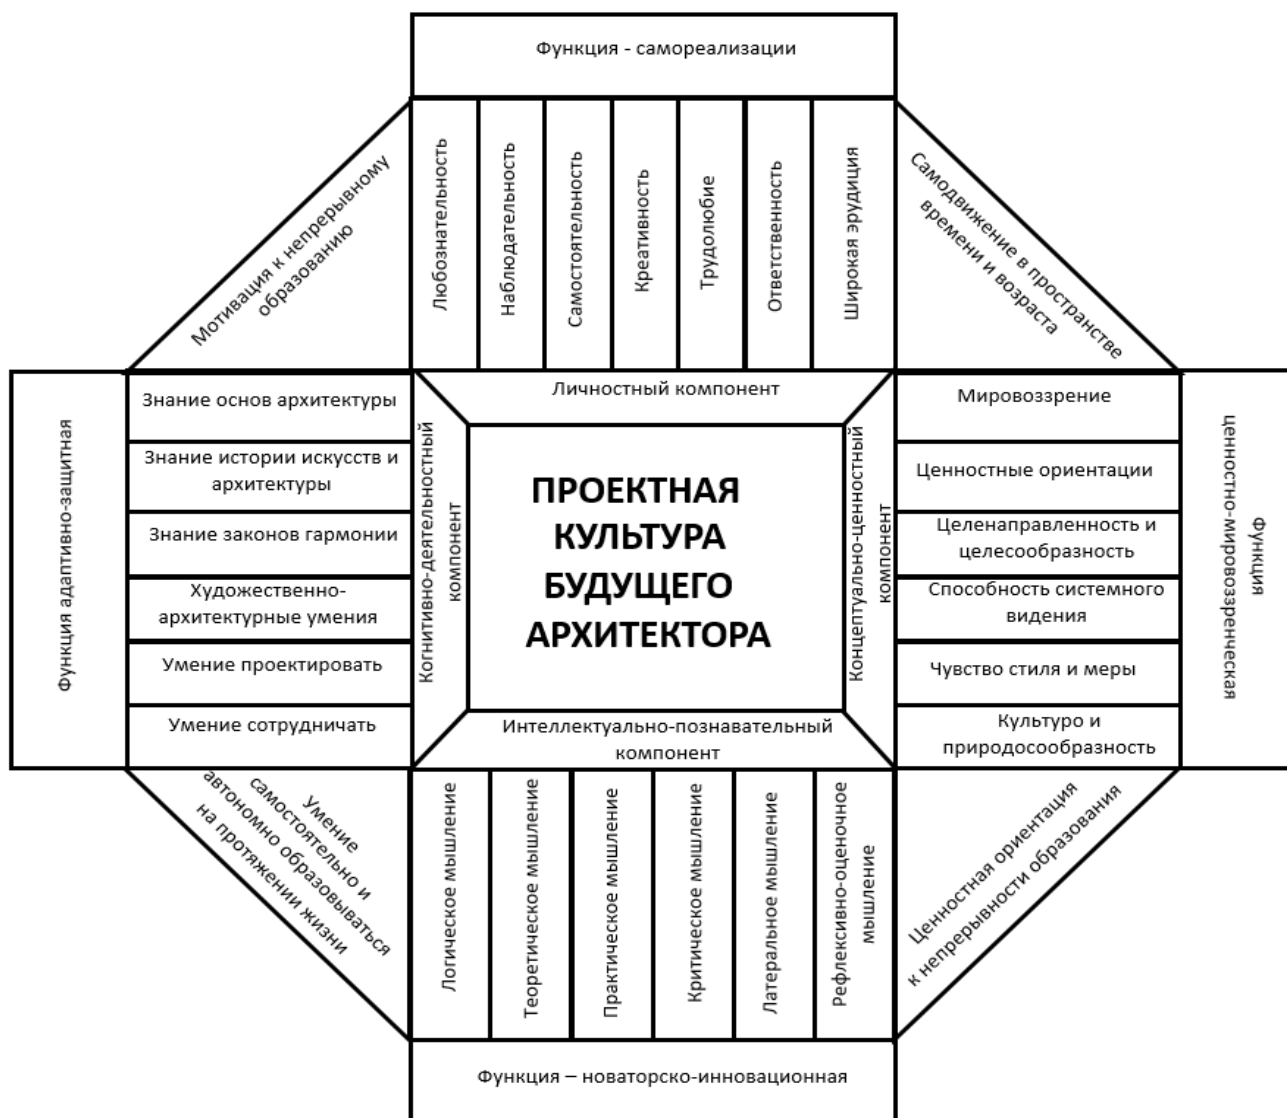 Функция - самореализации
Мотивация к непрерывному
образованию
Любознательность
Наблюдательность
Самостоятельность
Креативность
Трудолюбие
Ответственность
Широкая эрудиция
Самодвижение в пространстве
времени и возраста
Функция адаптивно-защитная
Знание основ архитектуры
Знание истории искусств и
архитектуры
Знание законов гармонии
Художественно-
архитектурные умения
Умение проектировать
Умение сотрудничать
Когнитивно-деятельностный
компонент
Личностный компонент
ПРОЕКТНАЯ
КУЛЬТУРА
БУДУЩЕГО
АРХИТЕКТОРА
Интеллектуально-познавательный
компонент
Концептуально-ценностный
компонент
Мировоззрение
Ценностные ориентации
Целенаправленность и
целесообразность
Способность системного
видения
Чувство стиля и меры
Культуро и
природосообразность
Функция
ценностно-мировоззренческая
Умение
самостоятельно и
автономно образовываться
на протяжении жизни
Логическое мышление
Теоретическое мышление
Практическое мышление
Критическое мышление
Латеральное мышление
Рефлексивно-оценочное
мышление
Ценностная ориентация
к непрерывности образования
Функция – новаторско-инновационная